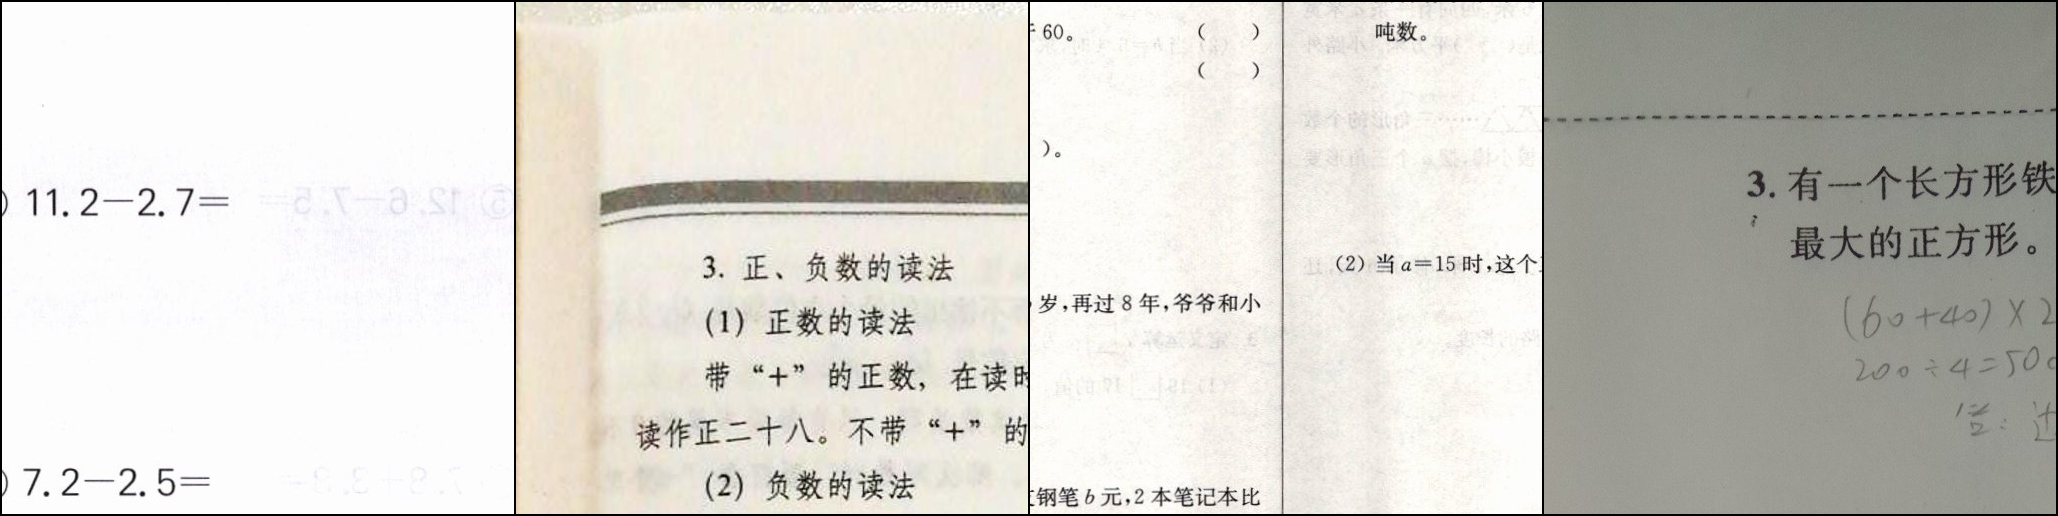 ) 11.2－2.7＝
) 7.2－2.5＝
3. 正、负数的读法
(1) 正数的读法
带“+”的正数，在读时
读作正二十八。不带“+”的
(2) 负数的读法
60。 (    )
(    )
)。
岁,再过8年,爷爷和小
钢笔b元,2本笔记本比
吨数。
(2) 当a=15时,这个
3. 有一个长方形铁
最大的正方形。
(60+40)×2
200÷4=50
答: